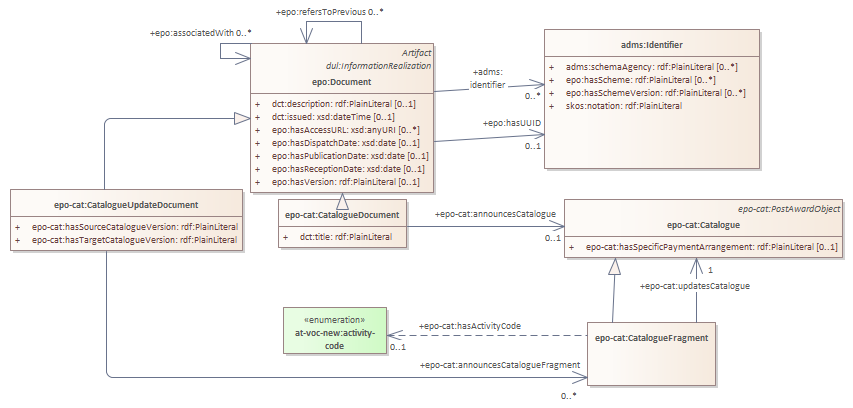 +epo:refersToPrevious 0..*
+epo:associatedWith 0..*
Artifact
dul:InformationRealization
epo:Document
+ dct:description: rdf:PlainLiteral [0..1]
+ dct:issued: xsd:dateTime [0..1]
+ epo:hasAccessURL: xsd:anyURI [0..*]
+ epo:hasDispatchDate: xsd:date [0..1]
+ epo:hasPublicationDate: xsd:date [0..1]
+ epo:hasReceptionDate: xsd:date [0..1]
+ epo:hasVersion: rdf:PlainLiteral [0..1]
+adms:
identifier
0..*
+epo:hasUUID
0..1
adms:Identifier
+ adms:schemaAgency: rdf:PlainLiteral [0..*]
+ epo:hasScheme: rdf:PlainLiteral [0..*]
+ epo:hasSchemeVersion: rdf:PlainLiteral [0..*]
+ skos:notation: rdf:PlainLiteral
epo-cat:CatalogueUpdateDocument
+ epo-cat:hasSourceCatalogueVersion: rdf:PlainLiteral
+ epo-cat:hasTargetCatalogueVersion: rdf:PlainLiteral
epo-cat:CatalogueDocument
+ dct:title: rdf:PlainLiteral
+epo-cat:announcesCatalogue
0..1
epo-cat:PostAwardObject
epo-cat:Catalogue
+ epo-cat:hasSpecificPaymentArrangement: rdf:PlainLiteral [0..1]
1
+epo-cat:updatesCatalogue
«enumeration»
at-voc-new:activity-
code
+epo-cat:hasActivityCode
0..1
epo-cat:CatalogueFragment
+epo-cat:announcesCatalogueFragment
0..*